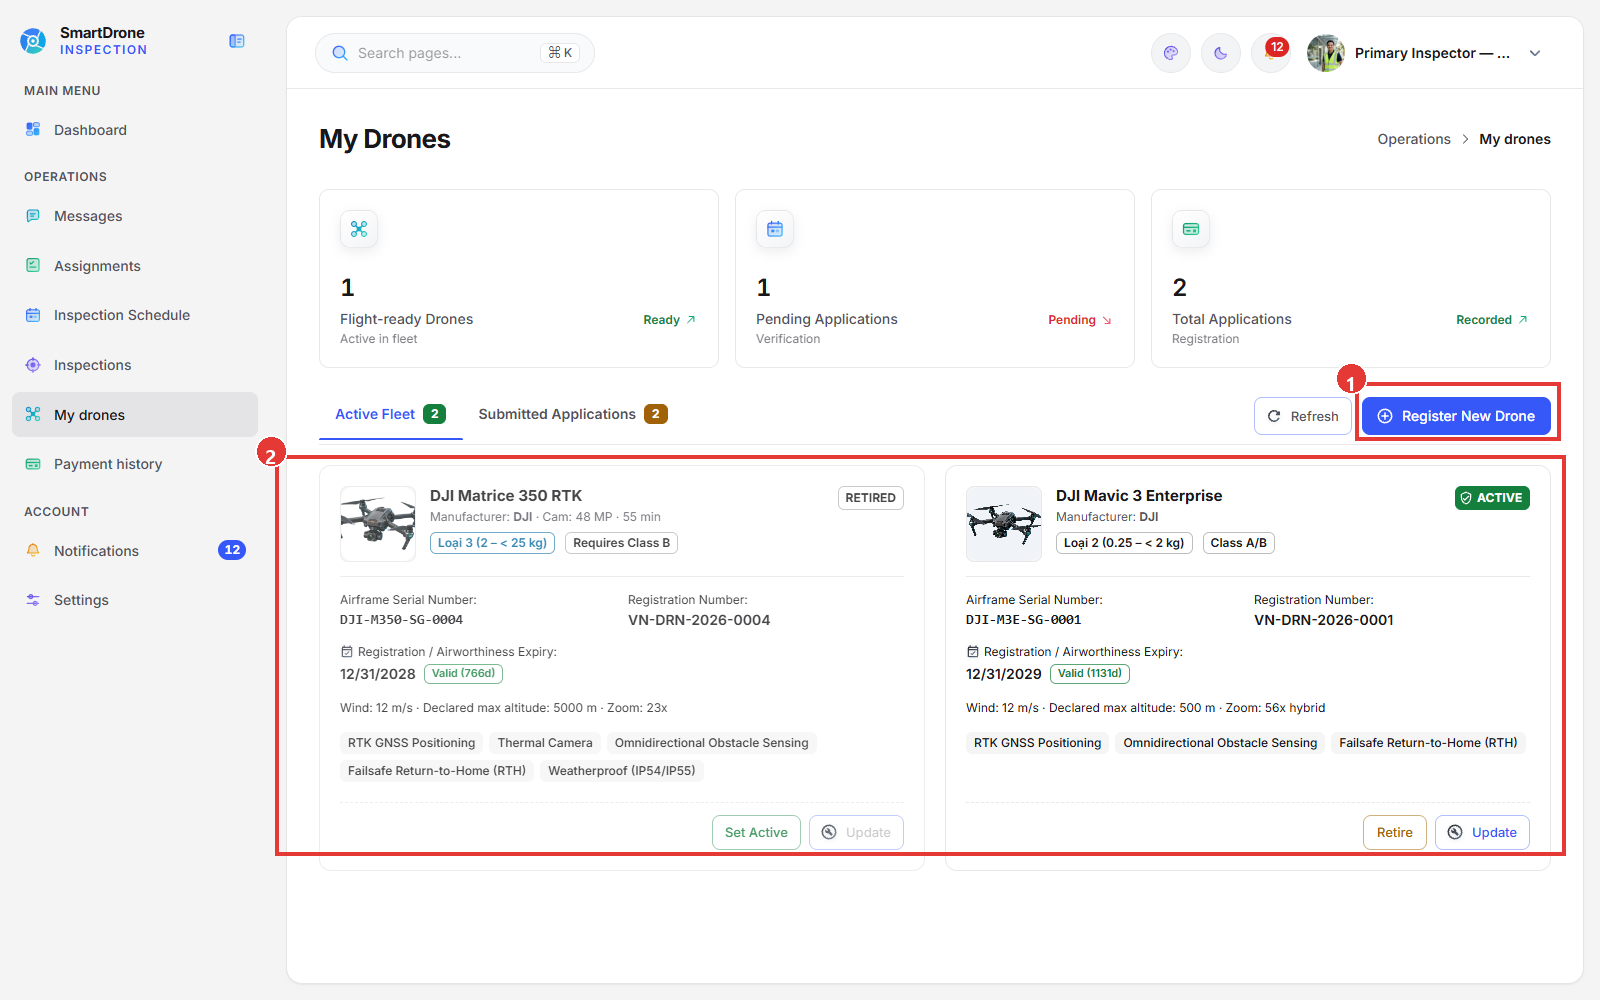 SmartDrone
INSPECTION
MAIN MENU
Dashboard
OPERATIONS
Messages
Assignments
Inspection Schedule
Inspections
My drones
Payment history
ACCOUNT
Notifications 12
Settings
Search pages... ⌘ K
12
Primary Inspector — ...
My Drones
Operations > My drones
1
Flight-ready Drones
Ready ↗
Active in fleet
1
Pending Applications
Pending ↘
Verification
2
Total Applications
Recorded ↗
Registration
Active Fleet 2
Submitted Applications 2
Refresh
1
Register New Drone
2
DJI Matrice 350 RTK
RETIRED
Manufacturer: DJI · Cam: 48 MP · 55 min
Loại 3 (2 – < 25 kg) Requires Class B
Airframe Serial Number:
DJI-M350-SG-0004
Registration Number:
VN-DRN-2026-0004
Registration / Airworthiness Expiry:
12/31/2028 Valid (766d)
Wind: 12 m/s · Declared max altitude: 5000 m · Zoom: 23x
RTK GNSS Positioning Thermal Camera Omnidirectional Obstacle Sensing
Failsafe Return-to-Home (RTH) Weatherproof (IP54/IP55)
Set Active Update
DJI Mavic 3 Enterprise
ACTIVE
Manufacturer: DJI
Loại 2 (0.25 – < 2 kg) Class A/B
Airframe Serial Number:
DJI-M3E-SG-0001
Registration Number:
VN-DRN-2026-0001
Registration / Airworthiness Expiry:
12/31/2029 Valid (1131d)
Wind: 12 m/s · Declared max altitude: 500 m · Zoom: 56x hybrid
RTK GNSS Positioning Omnidirectional Obstacle Sensing Failsafe Return-to-Home (RTH)
Retire Update